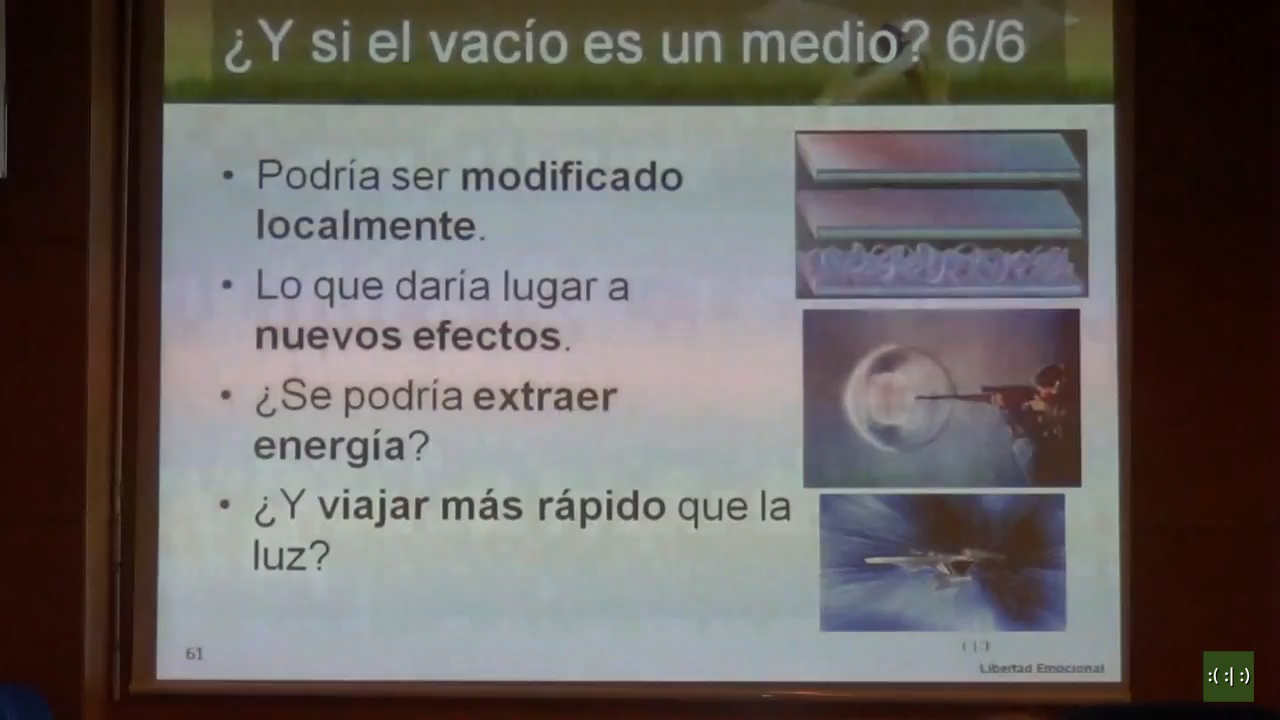 ¿Y si el vacío es un medio? 6/6
• Podría ser modificado
localmente.
• Lo que daría lugar a
nuevos efectos.
• ¿Se podría extraer
energía?
• ¿Y viajar más rápido que la
luz?
61
( | :)
Libertad Emocional
:( :| :)